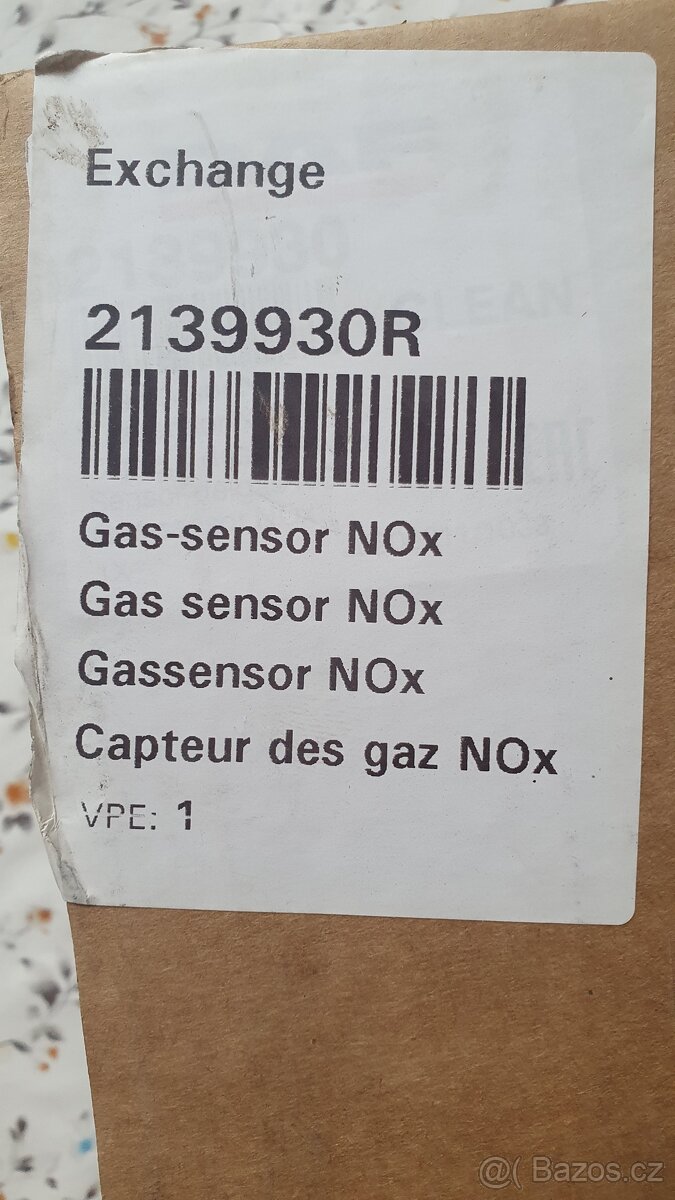 Exchange
2139930R
Gas-sensor NOx
Gas sensor NOx
Gassensor NOx
Capteur des gaz NOx
VPE: 1
@( Bazos.cz